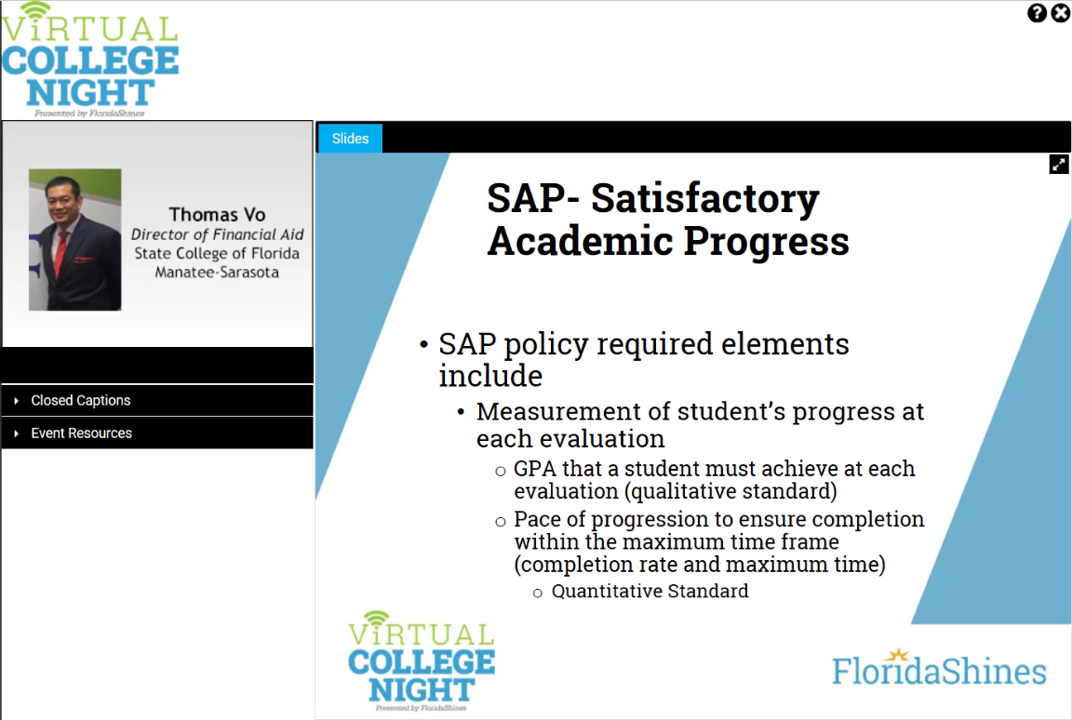 ViRTUAL
COLLEGE
NIGHT
Presented by FloridaShines
Thomas Vo
Director of Financial Aid
State College of Florida
Manatee-Sarasota
Closed Captions
Event Resources
Slides
SAP- Satisfactory
Academic Progress
• SAP policy required elements
include
• Measurement of student’s progress at
each evaluation
o GPA that a student must achieve at each
evaluation (qualitative standard)
o Pace of progression to ensure completion
within the maximum time frame
(completion rate and maximum time)
o Quantitative Standard
ViRTUAL
COLLEGE
NIGHT
Presented by FloridaShines
FloridaShines